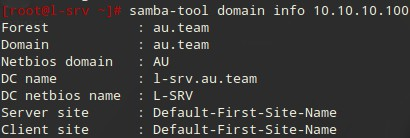 [root@l-srv ~]# samba-tool domain info 10.10.10.100
Forest           : au.team
Domain           : au.team
Netbios domain   : AU
DC name          : l-srv.au.team
DC netbios name  : L-SRV
Server site      : Default-First-Site-Name
Client site      : Default-First-Site-Name